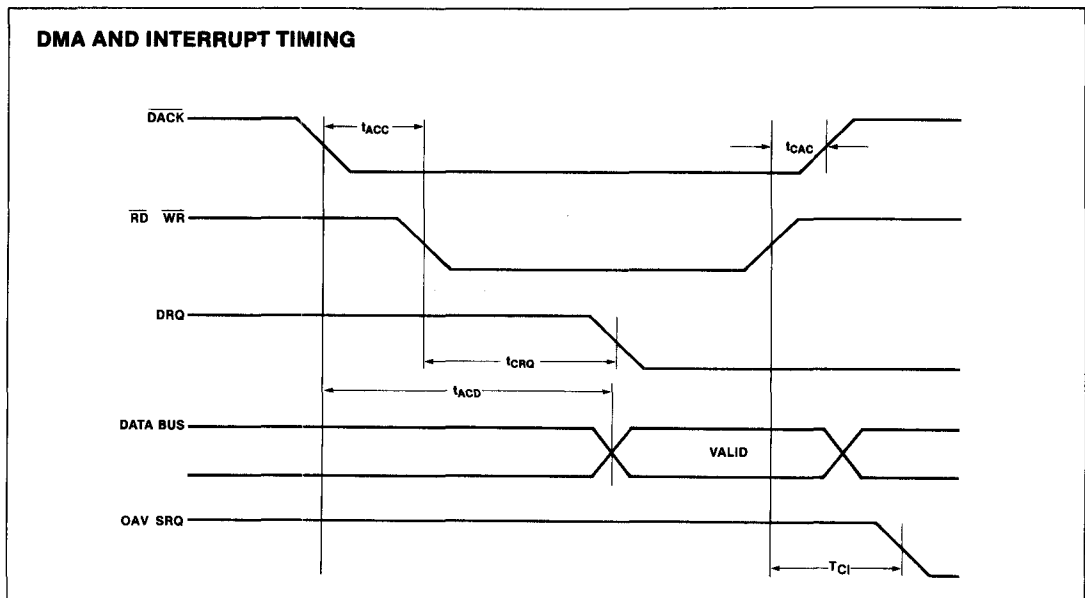 DMA AND INTERRUPT TIMING
DACK
tACC
tCAC
RD WR
DRQ
tCRQ
tACD
DATA BUS
VALID
OAV SRQ
TCI